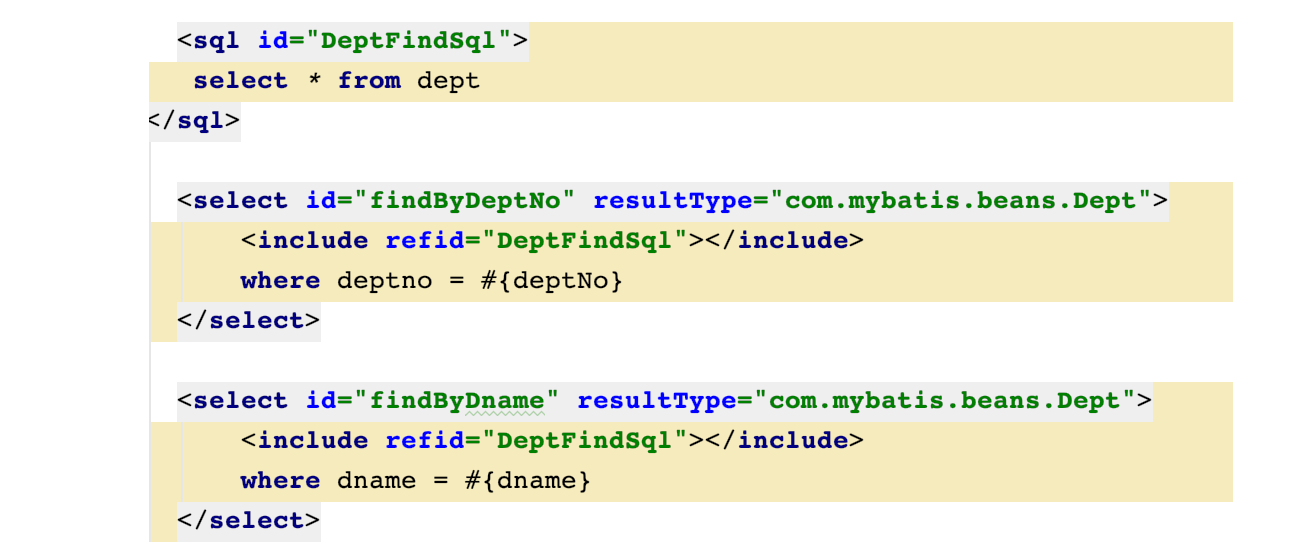 <sql id="DeptFindSql">
select * from dept
</sql>
<select id="findByDeptNo" resultType="com.mybatis.beans.Dept">
<include refid="DeptFindSql"></include>
where deptno = #{deptNo}
</select>
<select id="findByDname" resultType="com.mybatis.beans.Dept">
<include refid="DeptFindSql"></include>
where dname = #{dname}
</select>